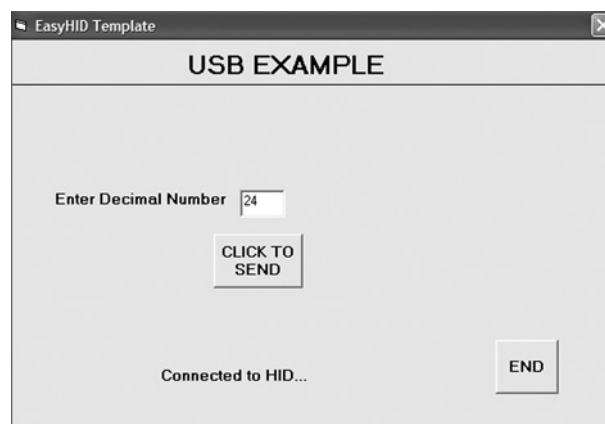 EasyHID Template
USB EXAMPLE
Enter Decimal Number 24
CLICK TO
SEND
END
Connected to HID...